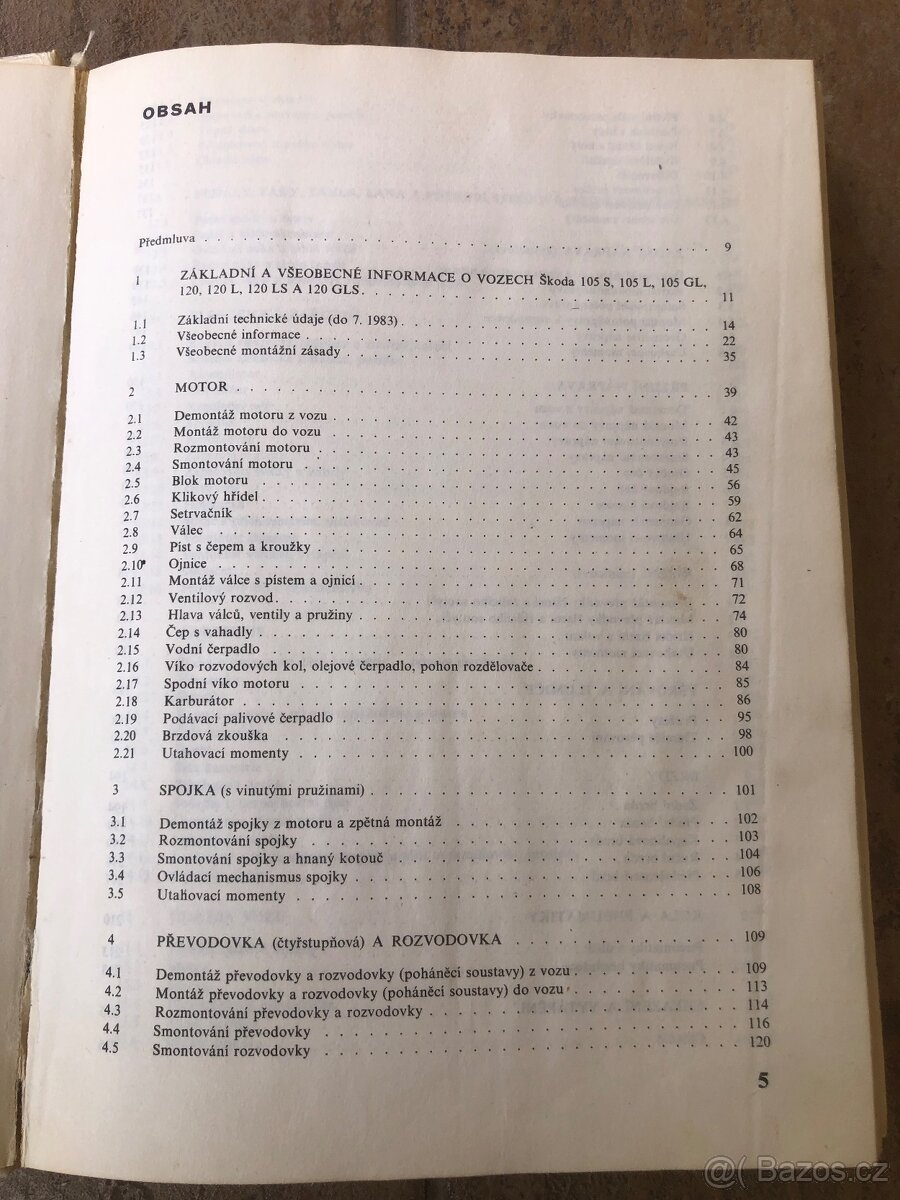 OBSAH
Předmluva . . . . . . . . . . . . . . . . . . . . 9
1 ZÁKLADNÍ A VŠEOBECNÉ INFORMACE O VOZECH Škoda 105 S, 105 L, 105 GL,
120, 120 L, 120 LS A 120 GLS . . . . . . . . . . . . . . . . . . . . 11
1.1 Základní technické údaje (do 7. 1983) . . . . . . . . . . . . . . . . . . . . 14
1.2 Všeobecné informace . . . . . . . . . . . . . . . . . . . . 22
1.3 Všeobecné montážní zásady . . . . . . . . . . . . . . . . . . . . 35
2 MOTOR . . . . . . . . . . . . . . . . . . . . 39
2.1 Demontáž motoru z vozu . . . . . . . . . . . . . . . . . . . . 42
2.2 Montáž motoru do vozu . . . . . . . . . . . . . . . . . . . . 43
2.3 Rozmontování motoru . . . . . . . . . . . . . . . . . . . . 43
2.4 Smontování motoru . . . . . . . . . . . . . . . . . . . . 45
2.5 Blok motoru . . . . . . . . . . . . . . . . . . . . 56
2.6 Klikový hřídel . . . . . . . . . . . . . . . . . . . . 59
2.7 Setrvačník . . . . . . . . . . . . . . . . . . . . 62
2.8 Válec . . . . . . . . . . . . . . . . . . . . 64
2.9 Píst s čepem a kroužky . . . . . . . . . . . . . . . . . . . . 65
2.10 Ojnice . . . . . . . . . . . . . . . . . . . . 68
2.11 Montáž válce s pístem a ojnicí . . . . . . . . . . . . . . . . . . . . 71
2.12 Ventilový rozvod . . . . . . . . . . . . . . . . . . . . 72
2.13 Hlava válců, ventily a pružiny . . . . . . . . . . . . . . . . . . . . 74
2.14 Čep s vahadly . . . . . . . . . . . . . . . . . . . . 80
2.15 Vodní čerpadlo . . . . . . . . . . . . . . . . . . . . 80
2.16 Víko rozvodových kol, olejové čerpadlo, pohon rozdělovače . . . . . . . . . . . . 84
2.17 Spodní víko motoru . . . . . . . . . . . . . . . . . . . . 85
2.18 Karburátor . . . . . . . . . . . . . . . . . . . . 86
2.19 Podávací palivové čerpadlo . . . . . . . . . . . . . . . . . . . . 95
2.20 Brzdová zkouška . . . . . . . . . . . . . . . . . . . . 98
2.21 Utahovací momenty . . . . . . . . . . . . . . . . . . . . 100
3 SPOJKA (s vinutými pružinami) . . . . . . . . . . . . . . . . . . . . 101
3.1 Demontáž spojky z motoru a zpětná montáž . . . . . . . . . . . . . . . . 102
3.2 Rozmontování spojky . . . . . . . . . . . . . . . . . . . . 103
3.3 Smontování spojky a hnaný kotouč . . . . . . . . . . . . . . . . . . . . 104
3.4 Ovládací mechanismus spojky . . . . . . . . . . . . . . . . . . . . 106
3.5 Utahovací momenty . . . . . . . . . . . . . . . . . . . . 108
4 PŘEVODOVKA (čtyřstupňová) A ROZVODOVKA . . . . . . . . . . . . . . 109
4.1 Demontáž převodovky a rozvodovky (poháněcí soustavy) z vozu . . . . . . . . . . 109
4.2 Montáž převodovky a rozvodovky (poháněcí soustavy) do vozu . . . . . . . . . . 113
4.3 Rozmontování převodovky a rozvodovky . . . . . . . . . . . . . . . . . . 114
4.4 Smontování převodovky . . . . . . . . . . . . . . . . . . . . 116
4.5 Smontování rozvodovky . . . . . . . . . . . . . . . . . . . . 120
5
@( Bazos.cz